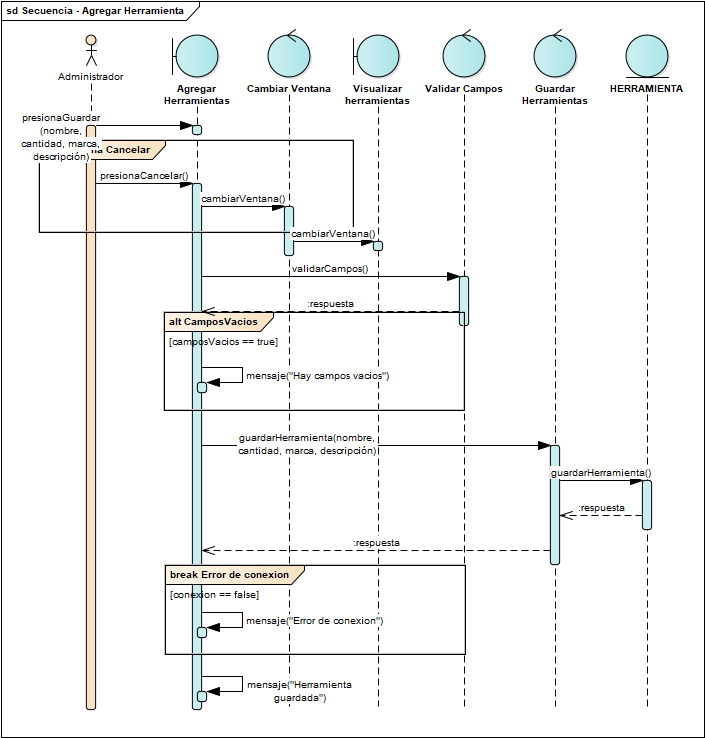 sd Secuencia - Agregar Herramienta
Administrador
Agregar
Herramientas
Cambiar Ventana
Visualizar
herramientas
Validar Campos
Guardar
Herramientas
HERRAMIENTA
presionaGuardar
(nombre,
cantidad, marca,
descripción)
Cancelar
presionaCancelar()
cambiarVentana()
cambiarVentana()
validarCampos()
:respuesta
alt CamposVacios
[camposVacios == true]
mensaje("Hay campos vacios")
guardarHerramienta(nombre,
cantidad, marca, descripción)
guardarHerramienta()
:respuesta
:respuesta
break Error de conexion
[conexion == false]
mensaje("Error de conexion")
mensaje("Herramienta
guardada")